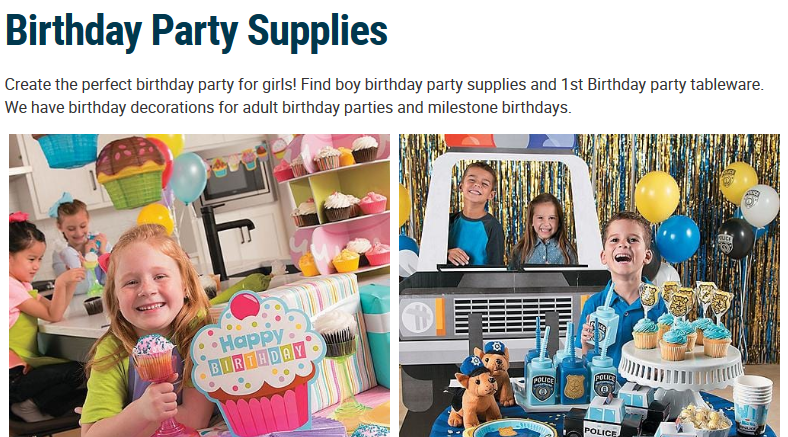 Birthday Party Supplies
Create the perfect birthday party for girls! Find boy birthday party supplies and 1st Birthday party tableware.
We have birthday decorations for adult birthday parties and milestone birthdays.
Happy
BIRTHDAY
POLICE
POLICE
POLICE